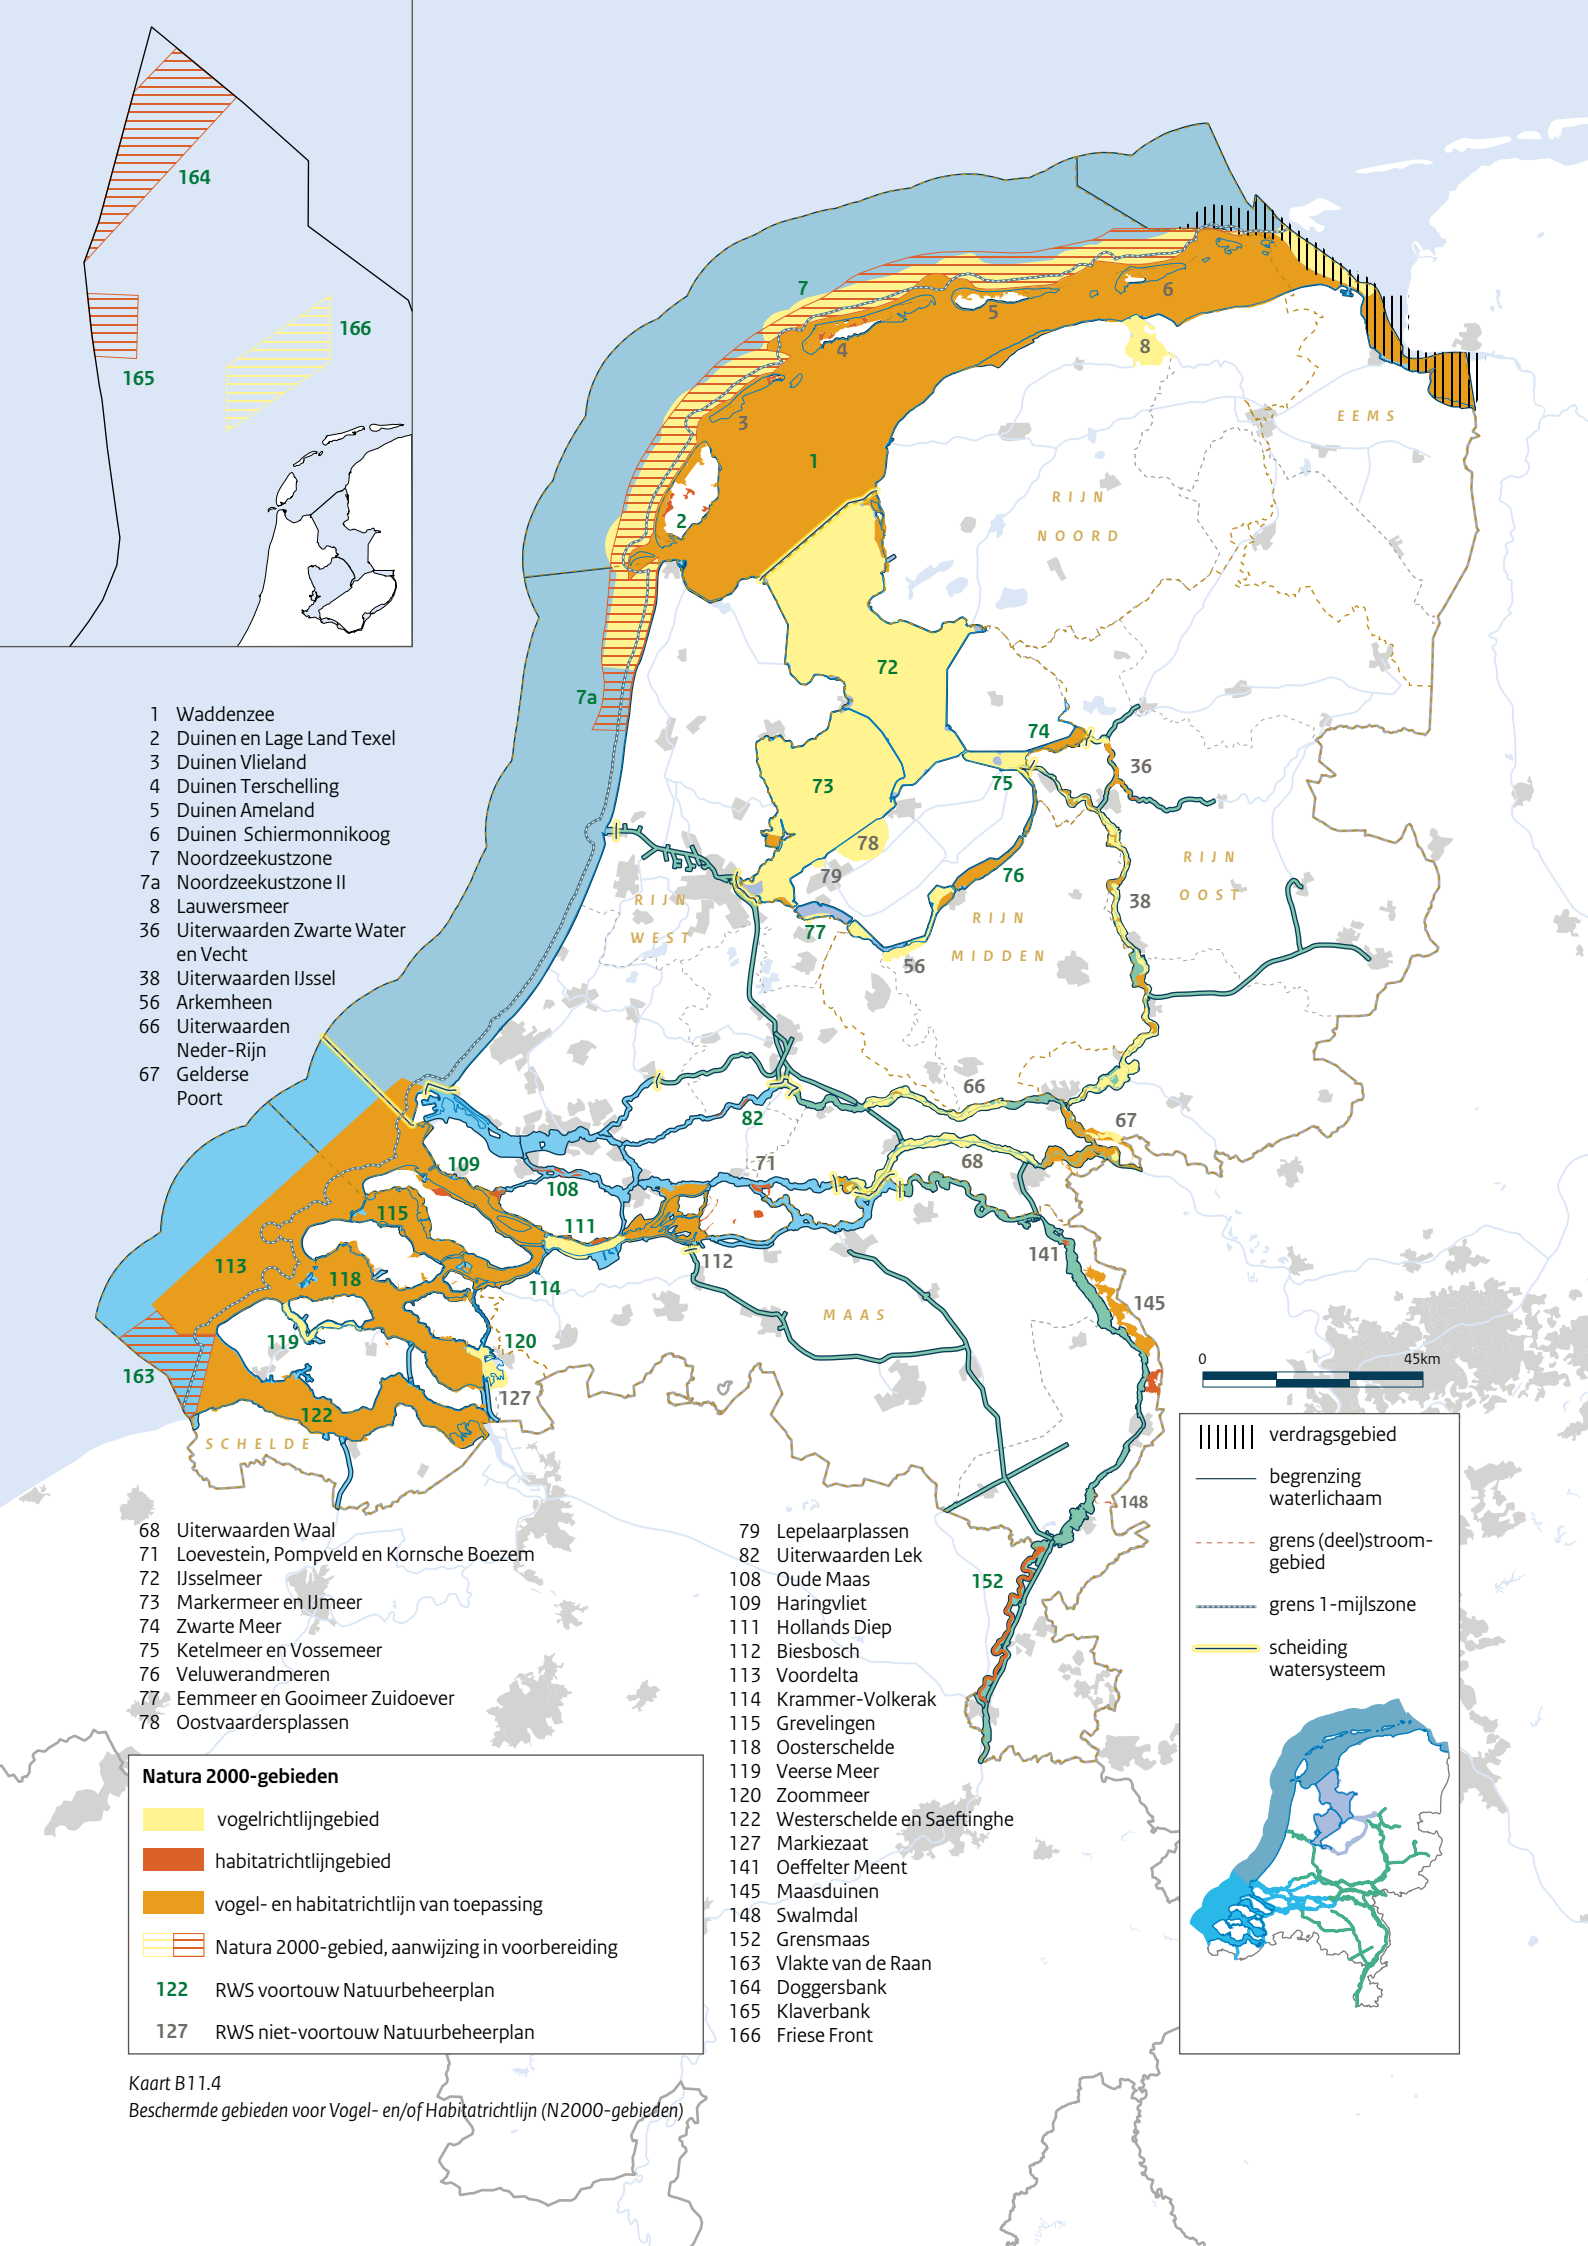 164
166
165
7
6
5
4
8
3
EEMS
1
RIJN
NOORD
2
72
7a
74
36
73
75
78
79
76
RIJN
OOST
38
RIJN
WEST
77
RIJN
MIDDEN
56
66
82
67
109
71
68
108
115
111
141
112
113
118
114
145
MAAS
119
120
163
127
122
SCHELDE
148
152
1 Waddenzee
2 Duinen en Lage Land Texel
3 Duinen Vlieland
4 Duinen Terschelling
5 Duinen Ameland
6 Duinen Schiermonnikoog
7 Noordzeekustzone
7a Noordzeekustzone II
8 Lauwersmeer
36 Uiterwaarden Zwarte Water
en Vecht
38 Uiterwaarden IJssel
56 Arkemheen
66 Uiterwaarden
Neder-Rijn
67 Gelderse
Poort
68 Uiterwaarden Waal
71 Loevestein, Pompveld en Kornsche Boezem
72 IJsselmeer
73 Markermeer en IJmeer
74 Zwarte Meer
75 Ketelmeer en Vossemeer
76 Veluwerandmeren
77 Eemmeer en Gooimeer Zuidoever
78 Oostvaardersplassen
79 Lepelaarplassen
82 Uiterwaarden Lek
108 Oude Maas
109 Haringvliet
111 Hollands Diep
112 Biesbosch
113 Voordelta
114 Krammer-Volkerak
115 Grevelingen
118 Oosterschelde
119 Veerse Meer
120 Zoommeer
122 Westerschelde en Saeftinghe
127 Markiezaat
141 Oeffelter Meent
145 Maasduinen
148 Swalmdal
152 Grensmaas
163 Vlakte van de Raan
164 Doggersbank
165 Klaverbank
166 Friese Front
0 45km
verdragsgebied
begrenzing
waterlichaam
grens (deel)stroom-
gebied
grens 1-mijlszone
scheiding
watersysteem
Natura 2000-gebieden
vogelrichtlijngebied
habitatrichtlijngebied
vogel- en habitatrichtlijn van toepassing
Natura 2000-gebied, aanwijzing in voorbereiding
122 RWS voortouw Natuurbeheerplan
127 RWS niet-voortouw Natuurbeheerplan
Kaart B11.4
Beschermde gebieden voor Vogel- en/of Habitatrichtlijn (N2000-gebieden)